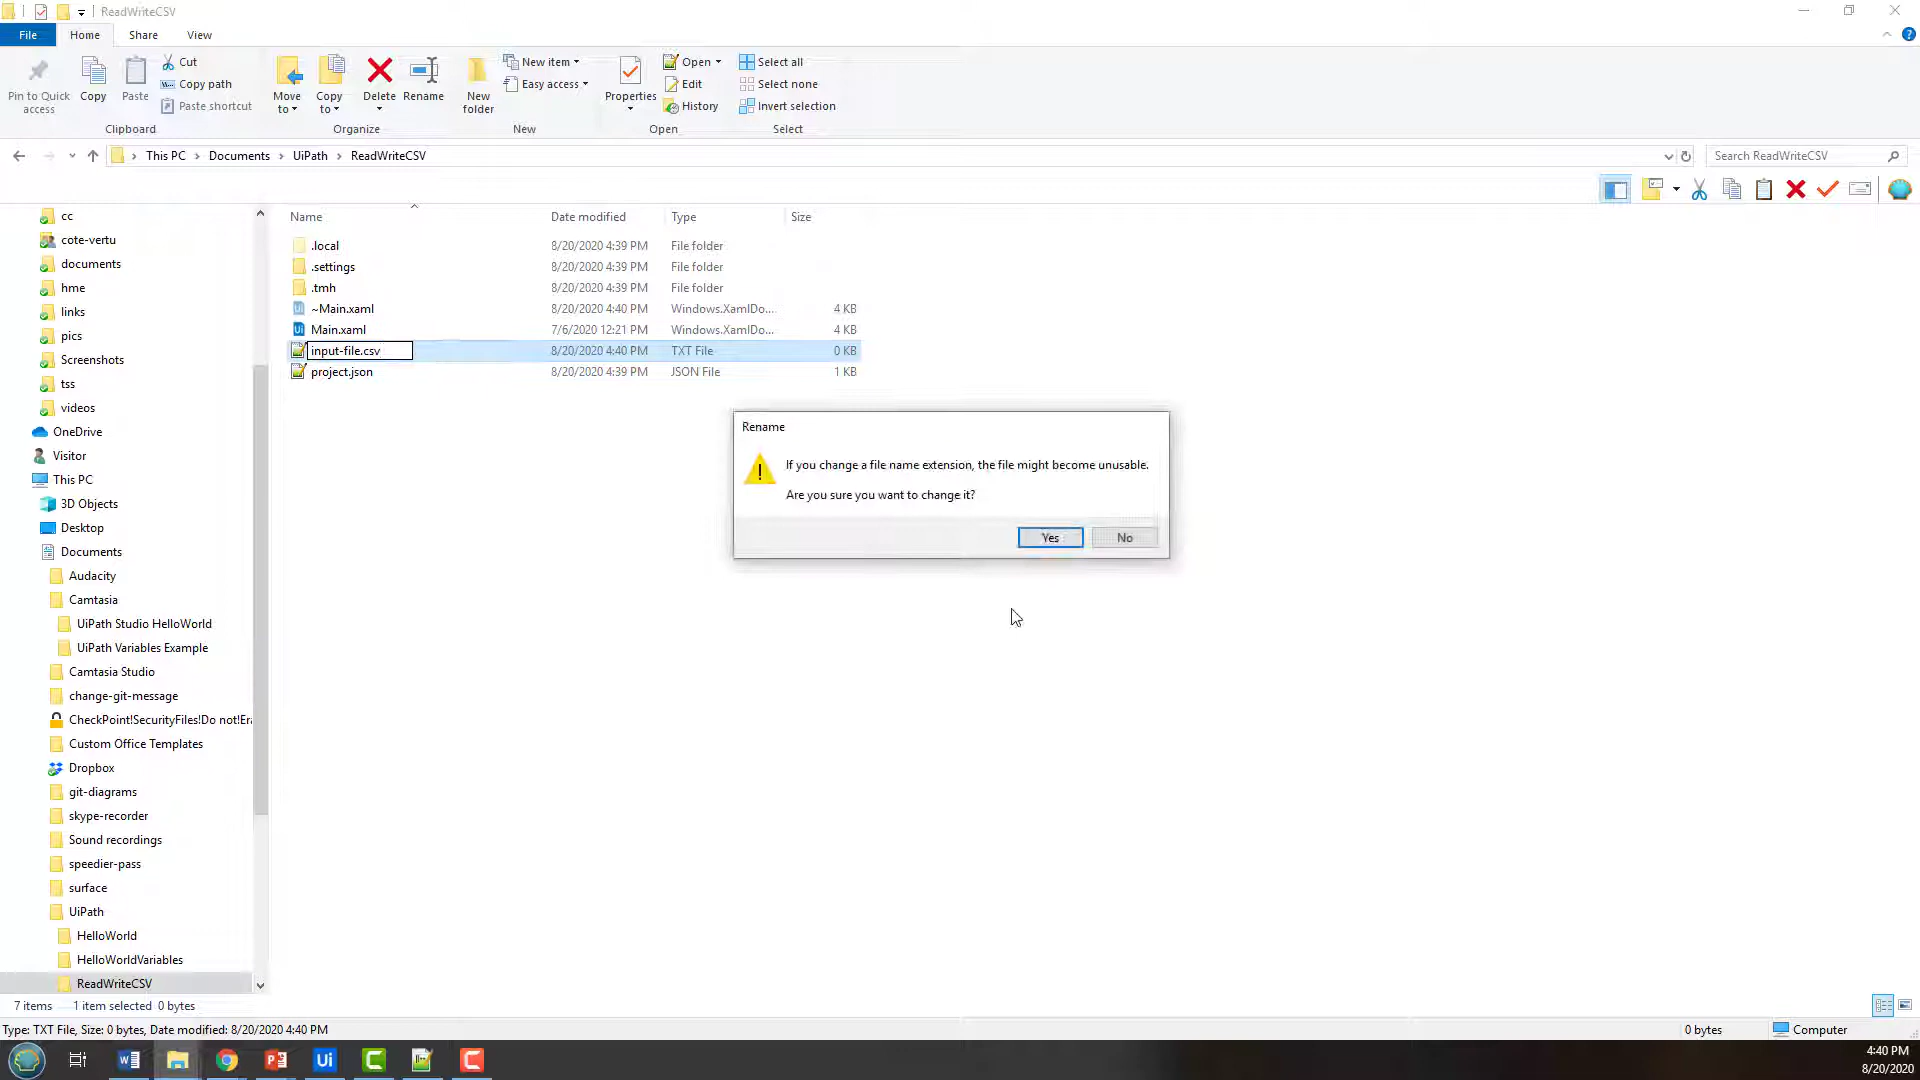 ReadWriteCSV
File Home Share View
Pin to Quick access
Copy
Paste
Cut
Copy path
Paste shortcut
Clipboard
Move to
Copy to
Delete
Rename
Organize
New folder
New item
Easy access
New
Properties
Open
Edit
History
Open
Select all
Select none
Invert selection
Select
This PC > Documents > UiPath > ReadWriteCSV
Search ReadWriteCSV
Name Date modified Type Size
.local 8/20/2020 4:39 PM File folder
.settings 8/20/2020 4:39 PM File folder
.tmh 8/20/2020 4:39 PM File folder
~Main.xaml 8/20/2020 4:40 PM Windows.XamlDo... 4 KB
Main.xaml 7/6/2020 12:21 PM Windows.XamlDo... 4 KB
input-file.csv 8/20/2020 4:40 PM TXT File 0 KB
project.json 8/20/2020 4:39 PM JSON File 1 KB
Rename
If you change a file name extension, the file might become unusable.
Are you sure you want to change it?
Yes No
cc
cote-vertu
documents
hme
links
pics
Screenshots
tss
videos
OneDrive
Visitor
This PC
3D Objects
Desktop
Documents
Audacity
Camtasia
UiPath Studio HelloWorld
UiPath Variables Example
Camtasia Studio
change-git-message
CheckPoint!SecurityFiles!Do not!Era
Custom Office Templates
Dropbox
git-diagrams
skype-recorder
Sound recordings
speedier-pass
surface
UiPath
HelloWorld
HelloWorldVariables
ReadWriteCSV
7 items 1 item selected 0 bytes
Type: TXT File, Size: 0 bytes, Date modified: 8/20/2020 4:40 PM
0 bytes Computer
4:40 PM
8/20/2020